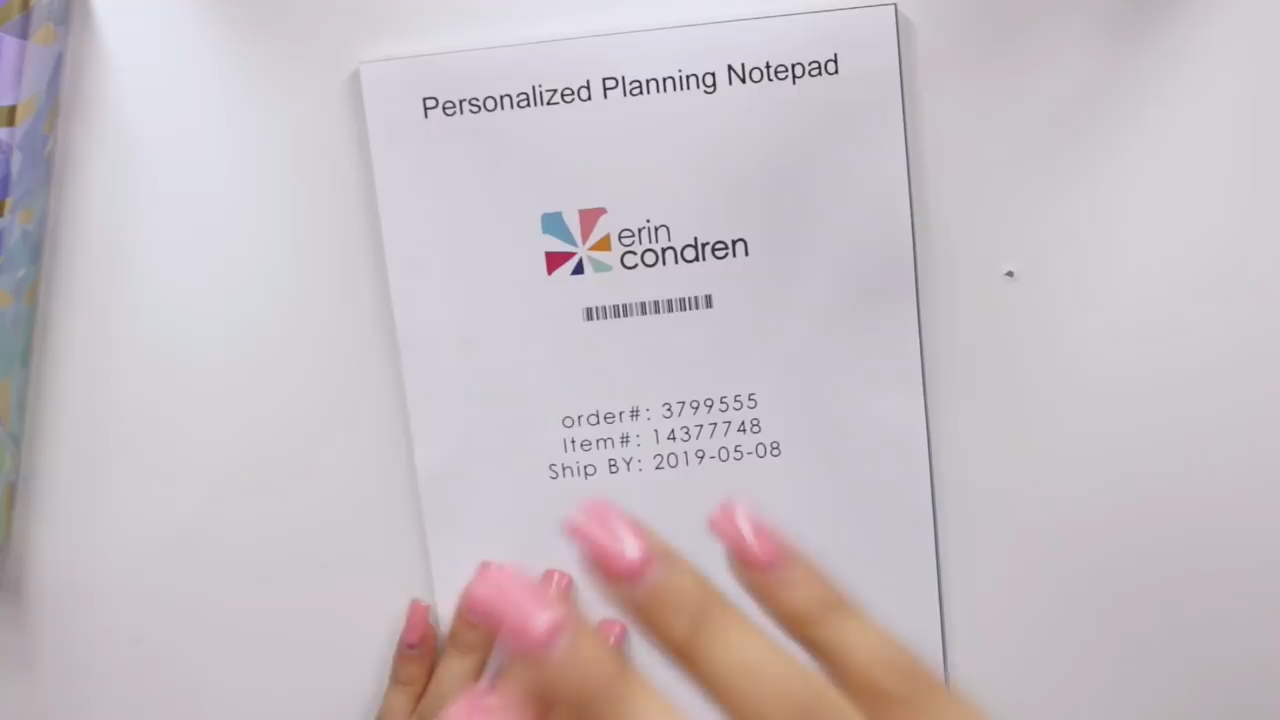 Personalized Planning Notepad
erin
condren
order#: 3799555
Item#: 14377748
Ship BY: 2019-05-08